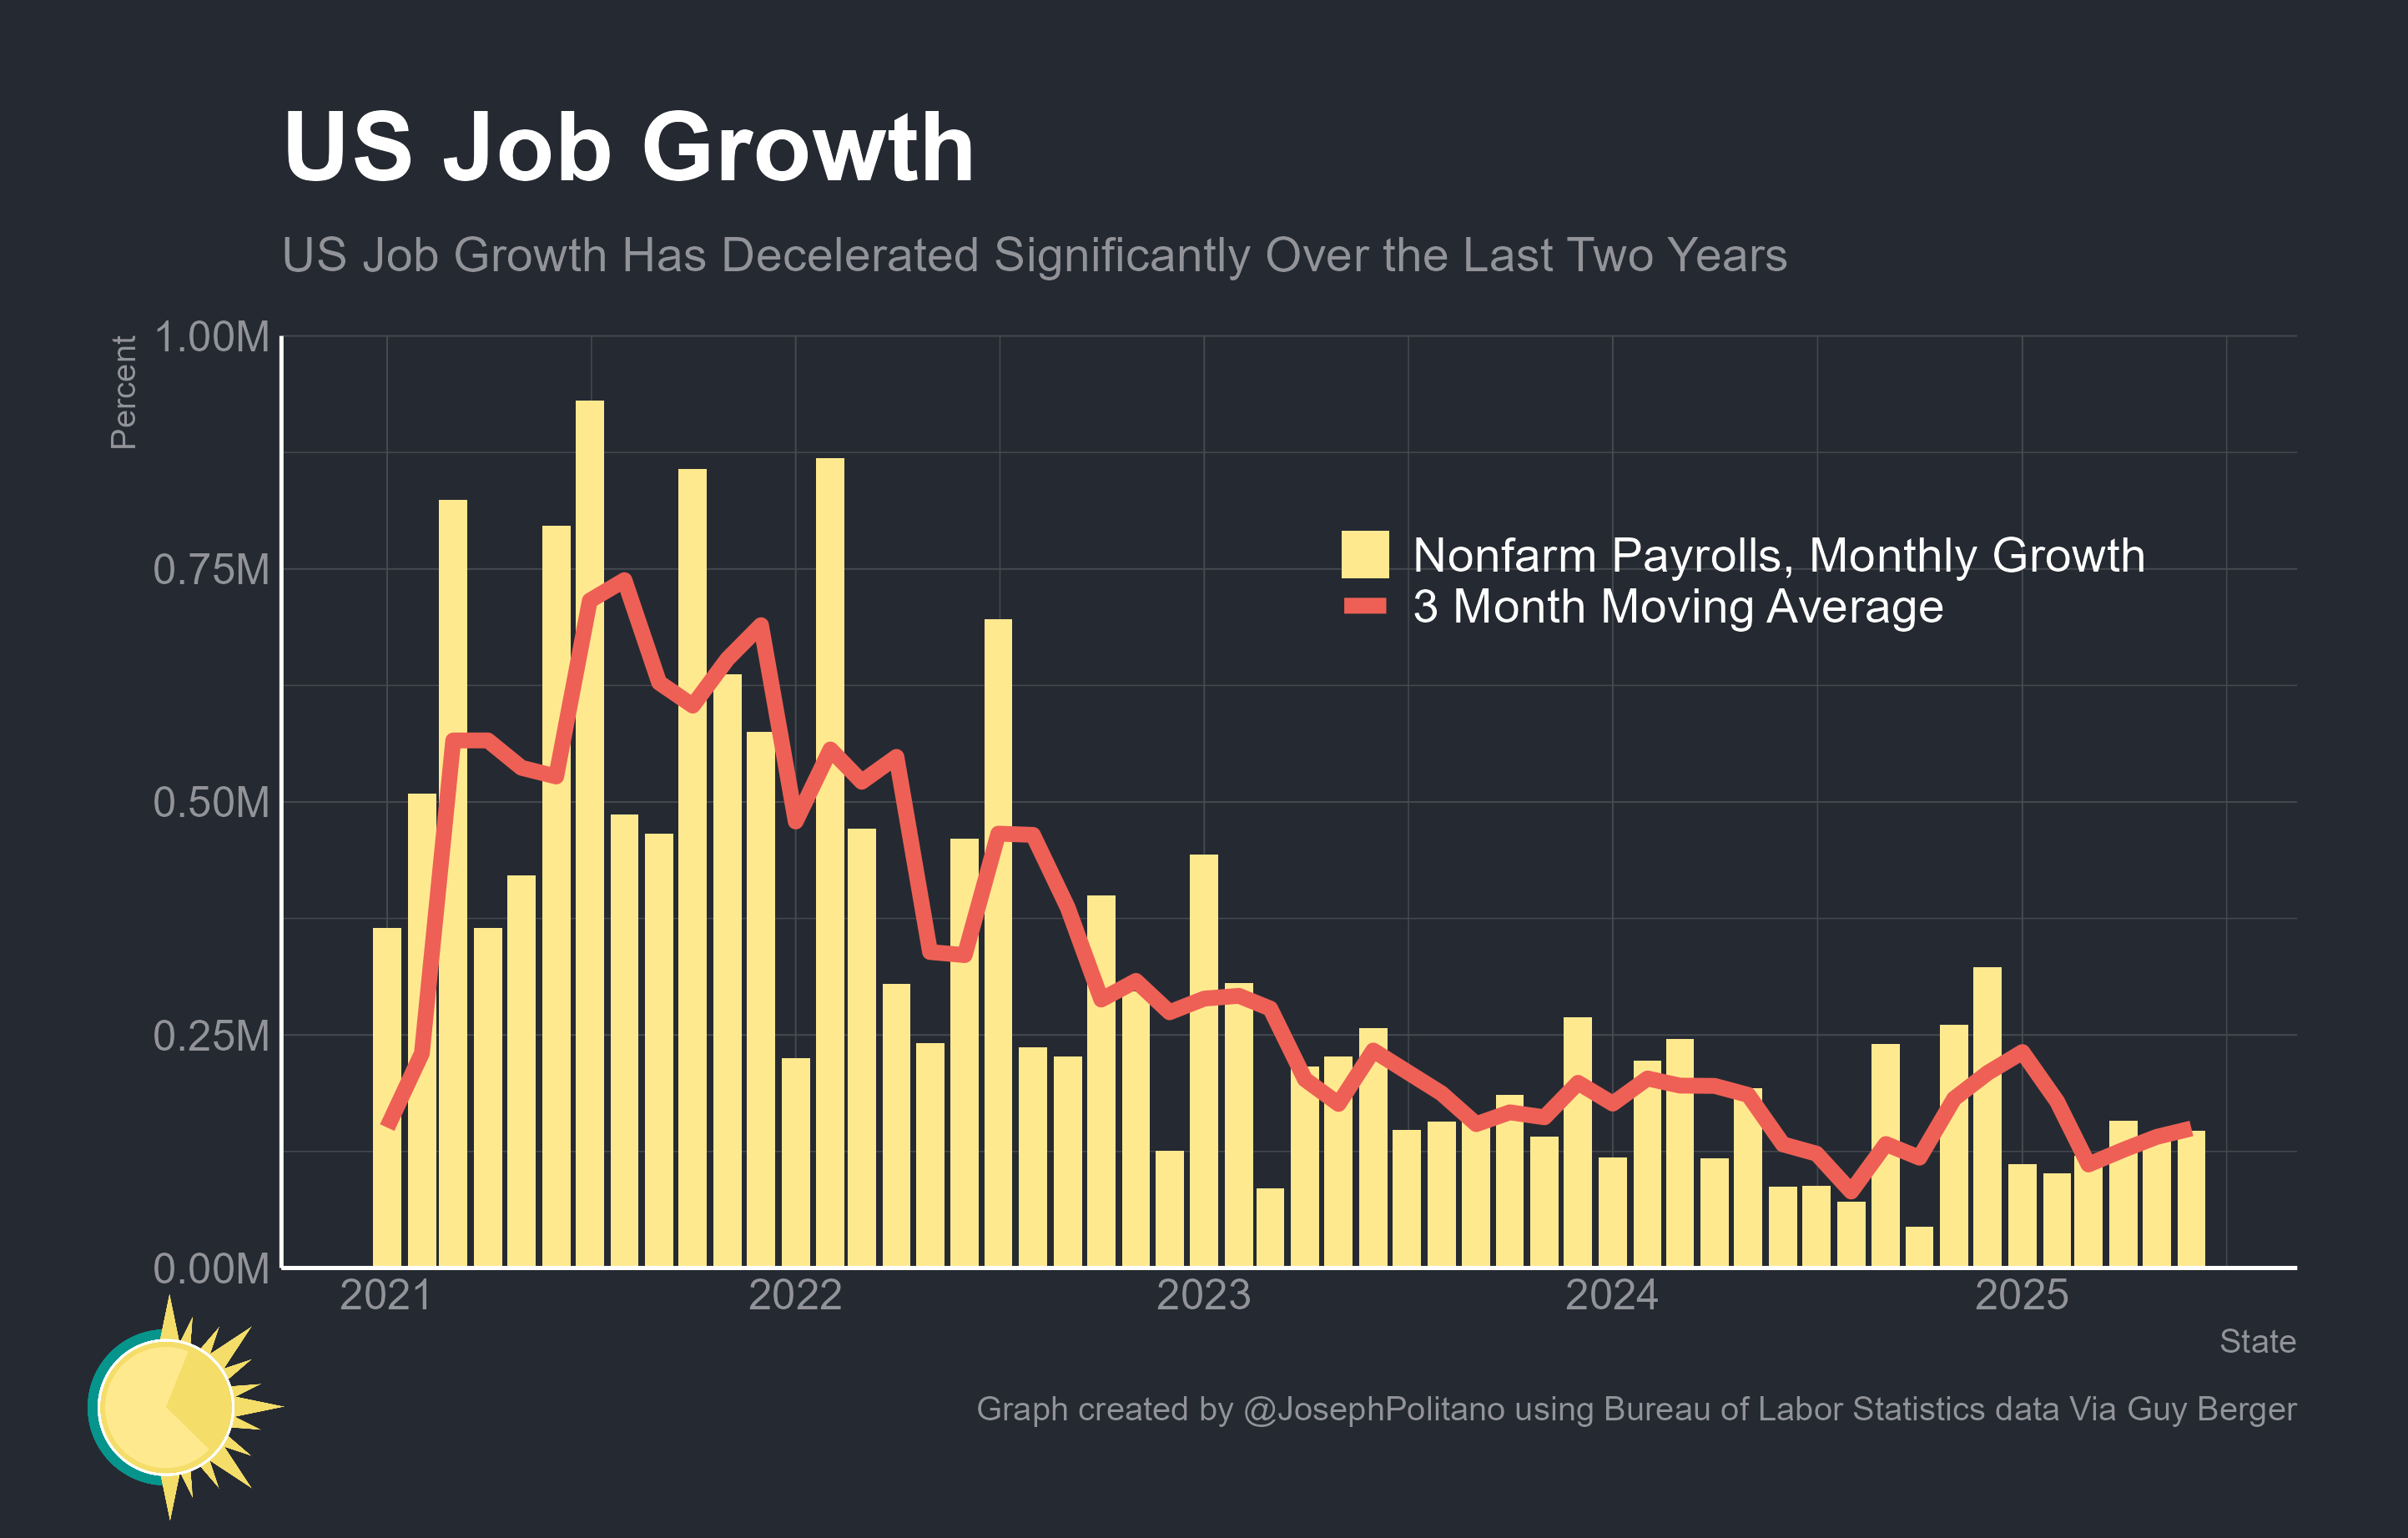 US Job Growth
US Job Growth Has Decelerated Significantly Over the Last Two Years
Percent
1.00M
0.75M
0.50M
0.25M
0.00M
Nonfarm Payrolls, Monthly Growth
3 Month Moving Average
2021 2022 2023 2024 2025
State
Graph created by @JosephPolitano using Bureau of Labor Statistics data Via Guy Berger